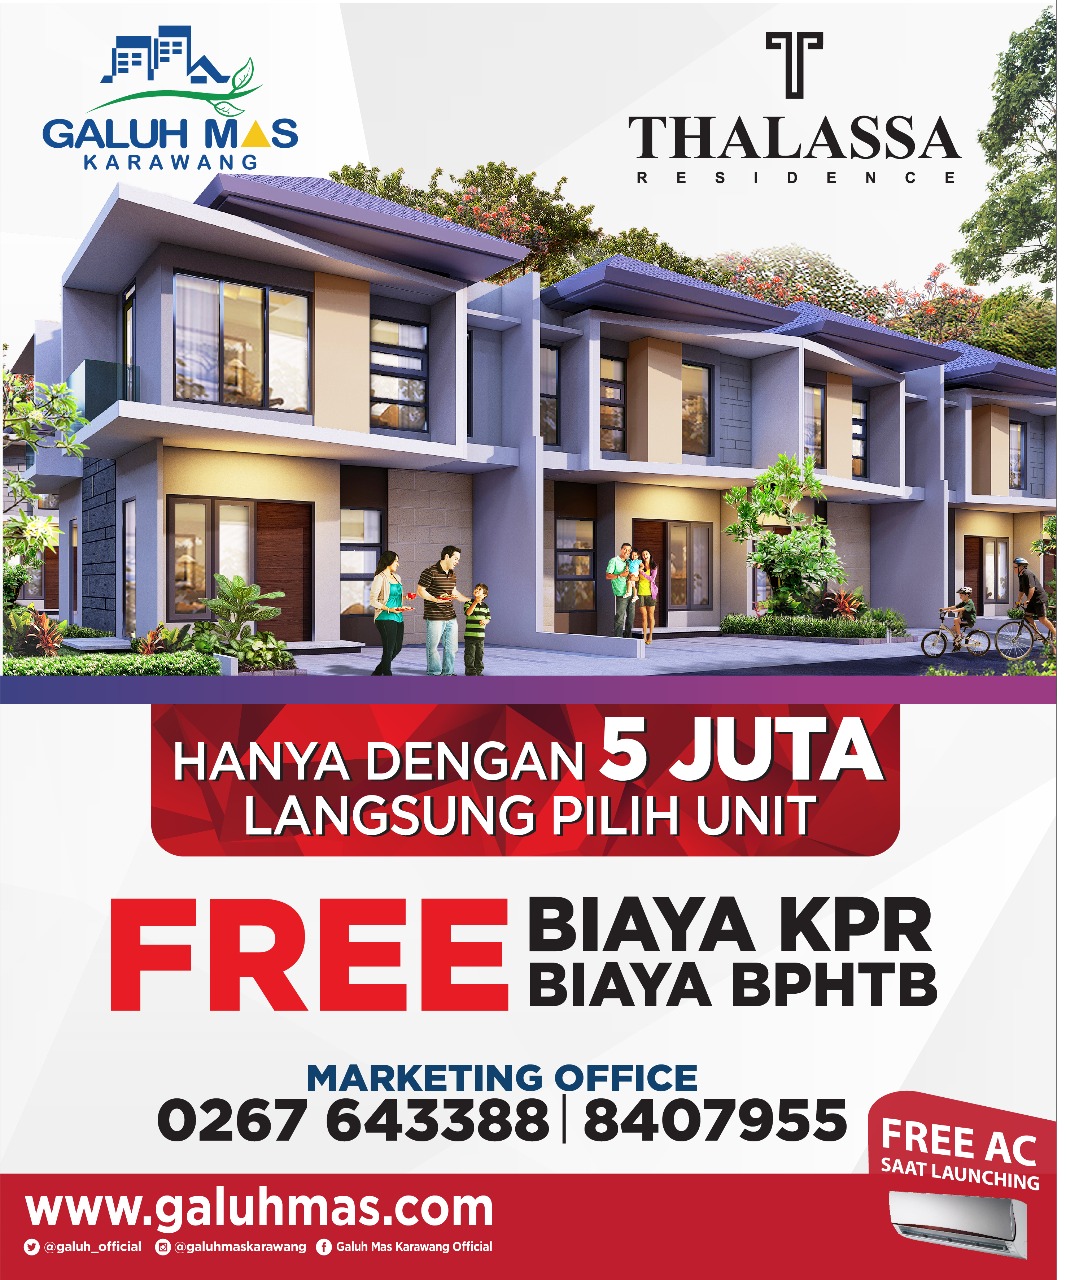 GALUH MAS
KARAWANG
THALASSA
RESIDENCE
HANYA DENGAN 5 JUTA
LANGSUNG PILIH UNIT
FREE BIAYA KPR
BIAYA BPHTB
MARKETING OFFICE
0267 643388 | 8407955
FREE AC
SAAT LAUNCHING
www.galuhmas.com
@galuh_official @galuhmaskarawang Galuh Mas Karawang Official